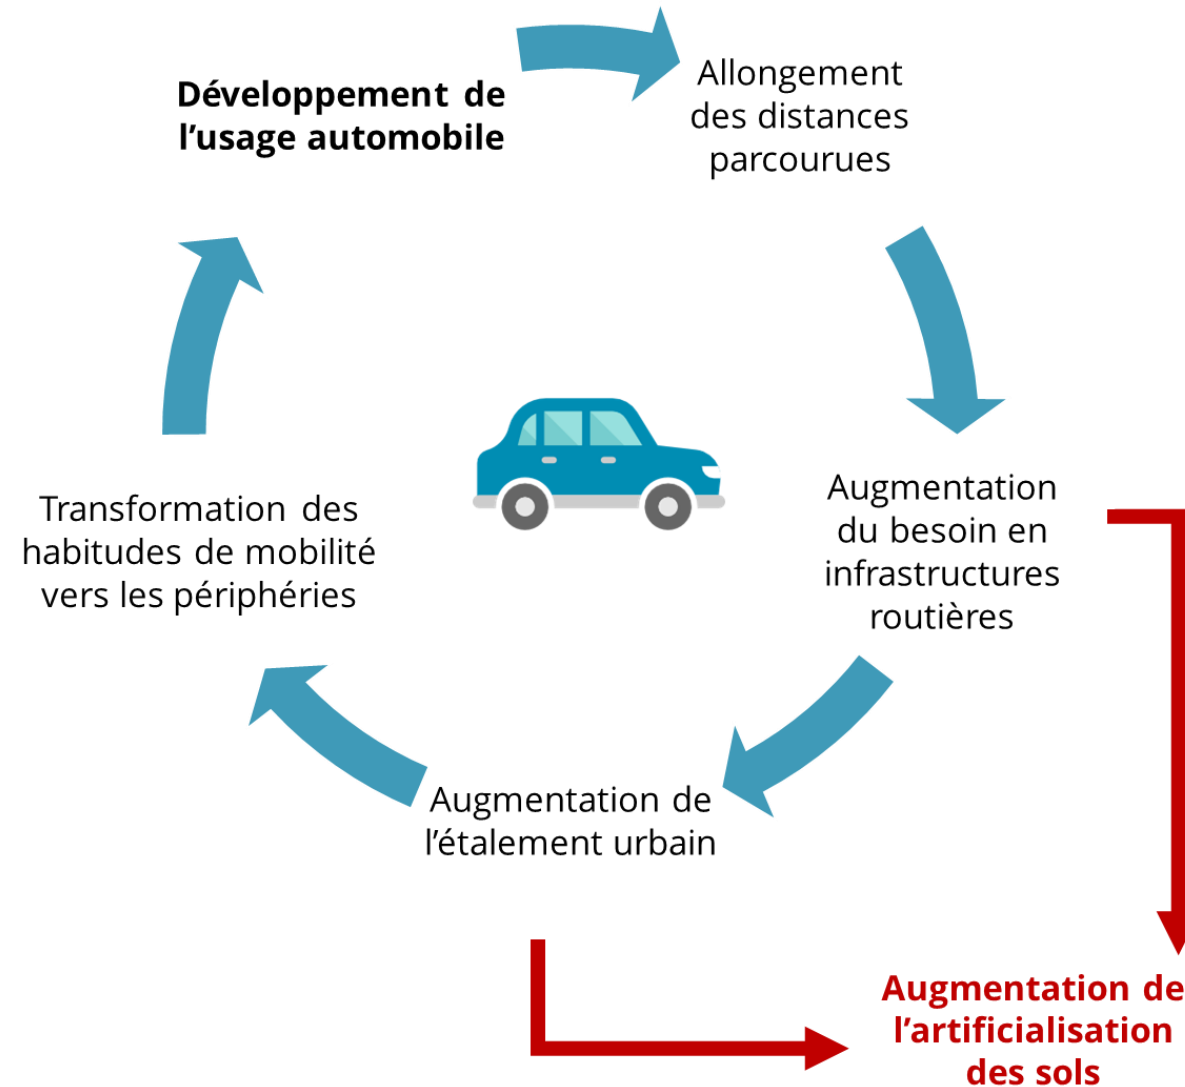 Développement de
l’usage automobile
Allongement
des distances
parcourues
Augmentation
du besoin en
infrastructures
routières
Augmentation de
l’étalement urbain
Transformation des
habitudes de mobilité
vers les périphéries
Augmentation de
l’artificialisation
des sols